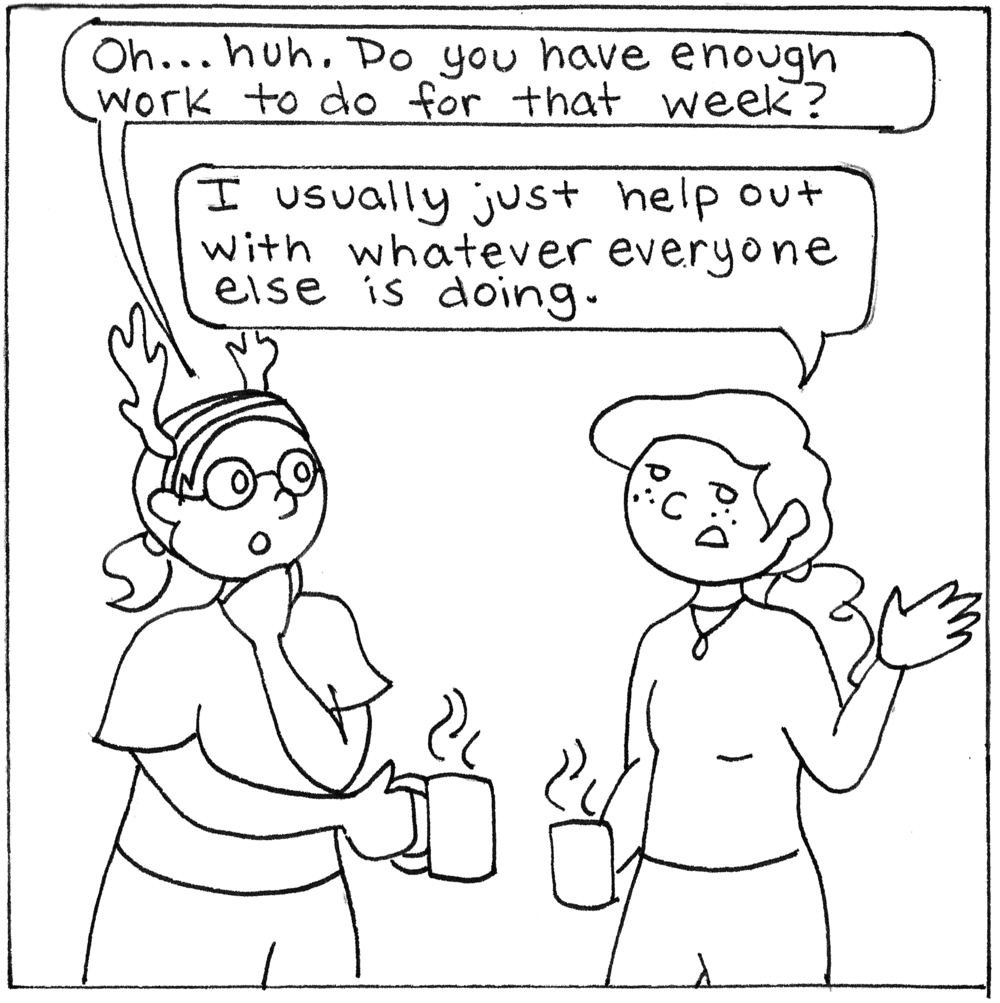 Oh... huh. Do you have enough
work to do for that week?
I usually just help out
with whatever everyone
else is doing.